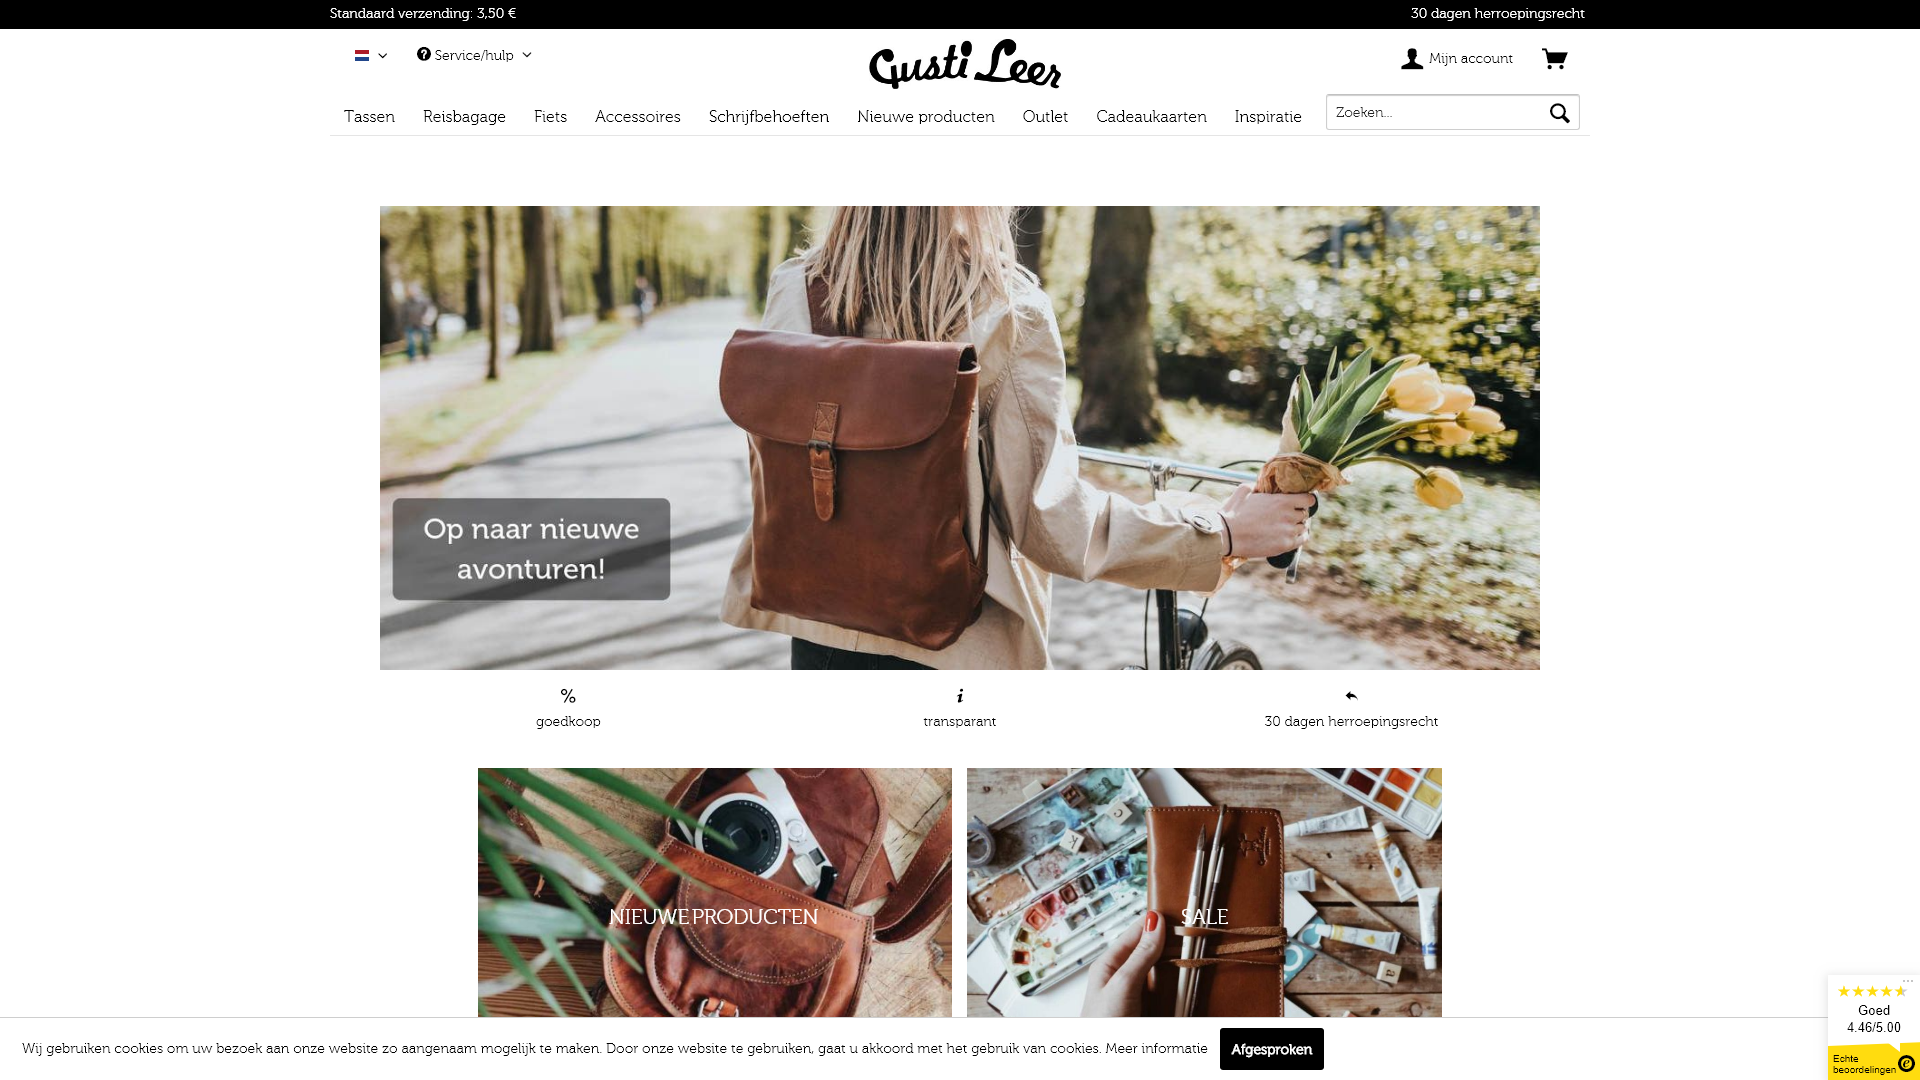 Standaard verzending: 3,50 €
30 dagen herroepingsrecht
Service/hulp
Gusti Leer
Mijn account
Tassen
Reisbagage
Fiets
Accessoires
Schrijfbehoeften
Nieuwe producten
Outlet
Cadeaukaarten
Inspiratie
Zoeken...
Op naar nieuwe
avonturen!
goedkoop
transparant
30 dagen herroepingsrecht
NIEUWE PRODUCTEN
SALE
Goed
4.46/5.00
Echte
beoordelingen
Wij gebruiken cookies om uw bezoek aan onze website zo aangenaam mogelijk te maken. Door onze website te gebruiken, gaat u akkoord met het gebruik van cookies. Meer informatie
Afgesproken